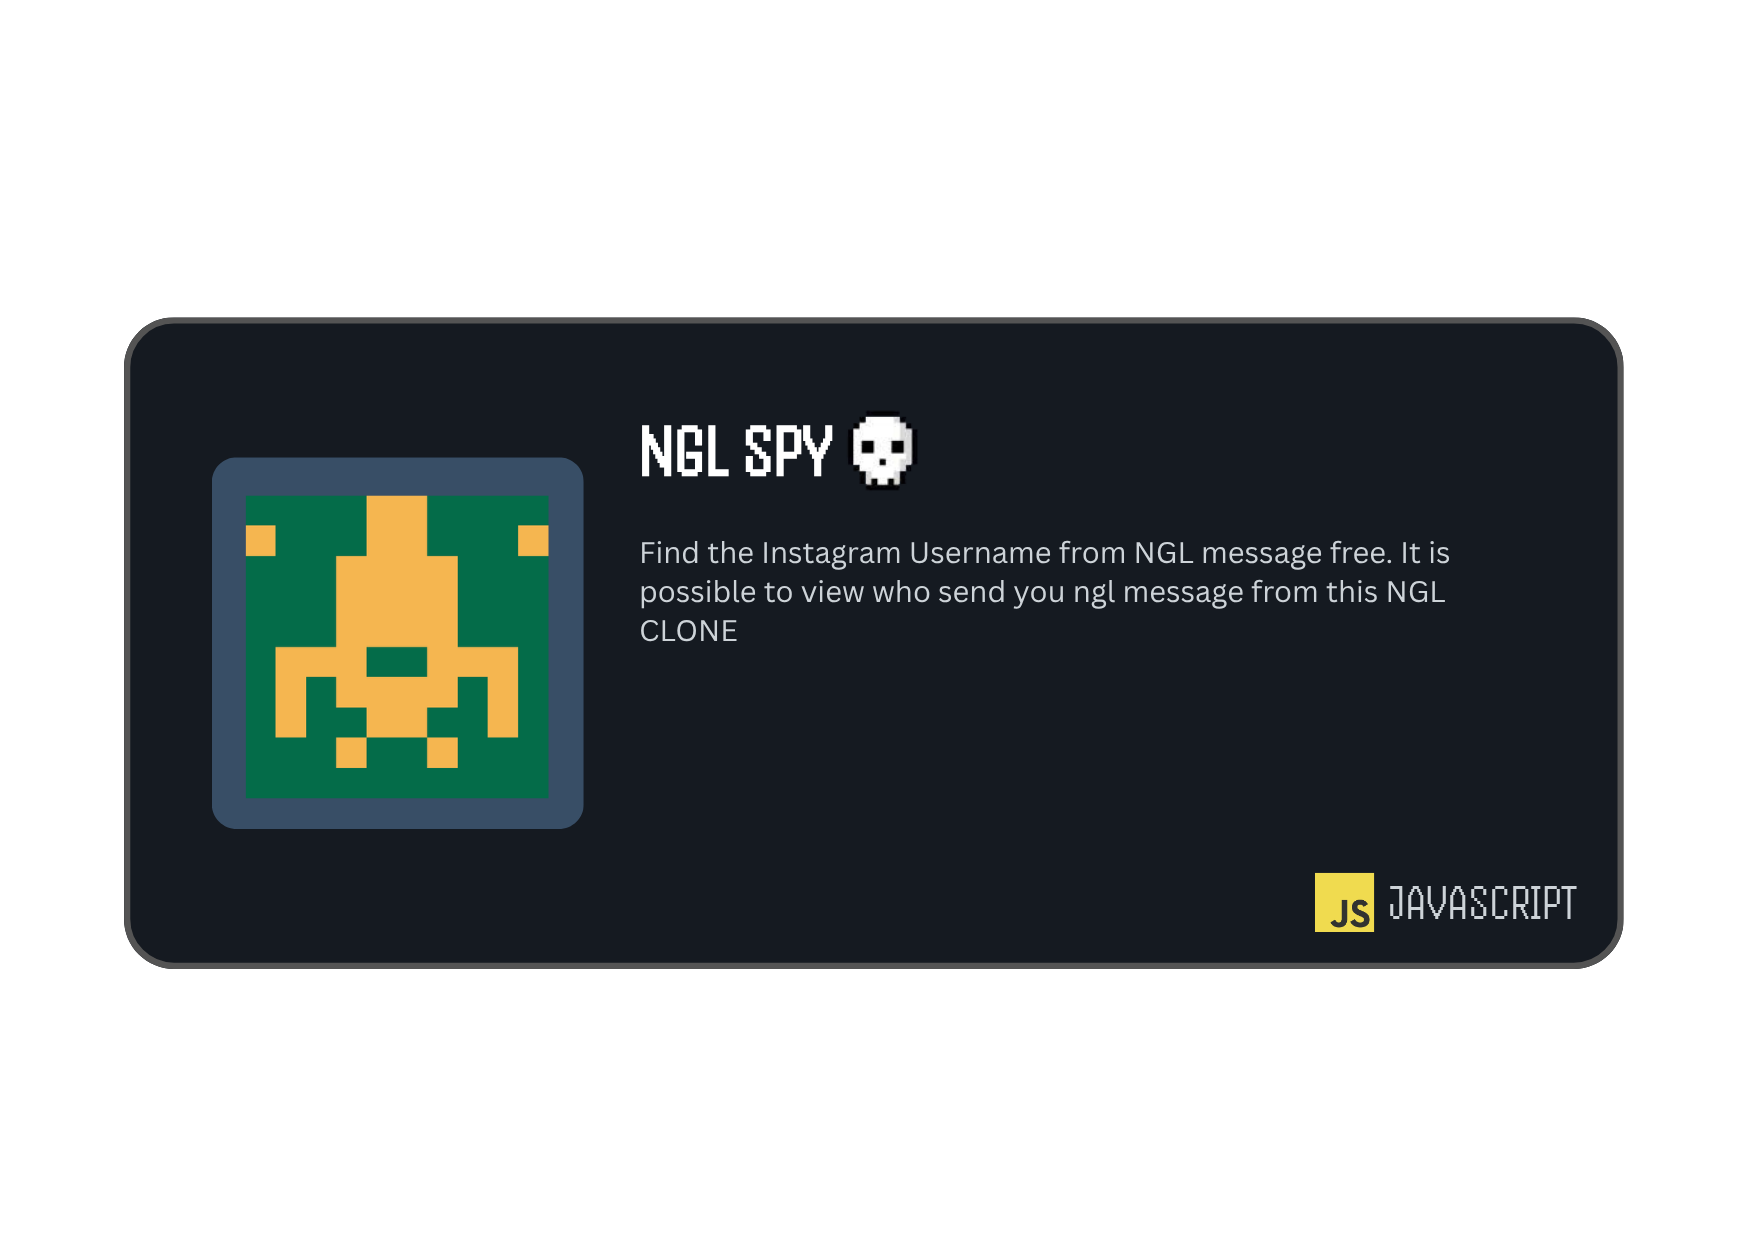 NGL SPY
Find the Instagram Username from NGL message free. It is
possible to view who send you ngl message from this NGL
CLONE
JS JAVASCRIPT